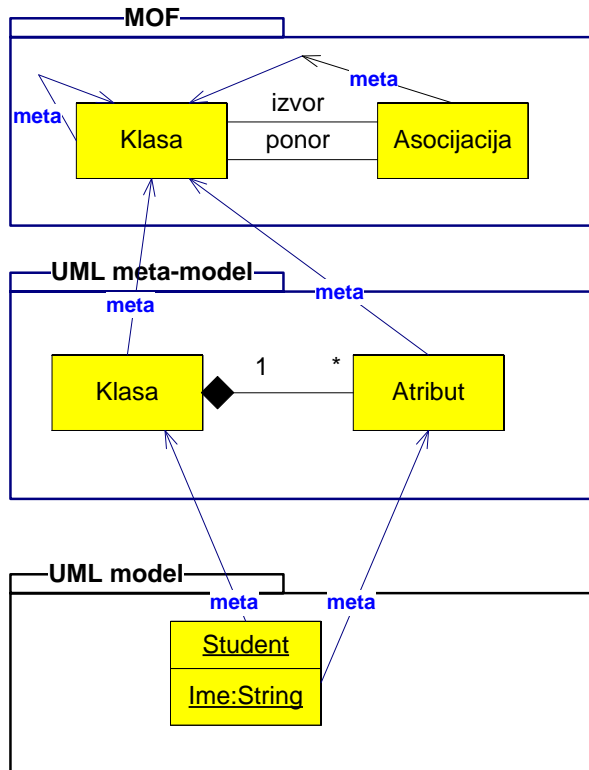 MOF
meta
meta
izvor
Klasa
Asocijacija
ponor
UML meta-model
meta
meta
1
*
Klasa
Atribut
UML model
meta
meta
Student
Ime:String